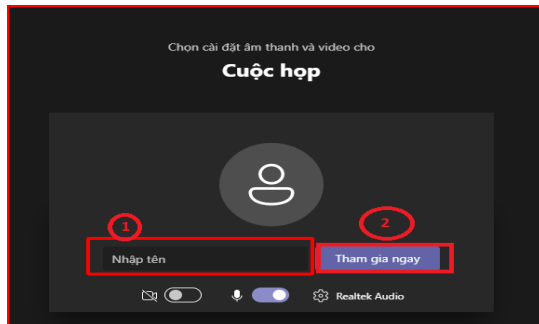 Chọn cài đặt âm thanh và video cho
Cuộc họp
1
2
Nhập tên
Tham gia ngay
Realtek Audio